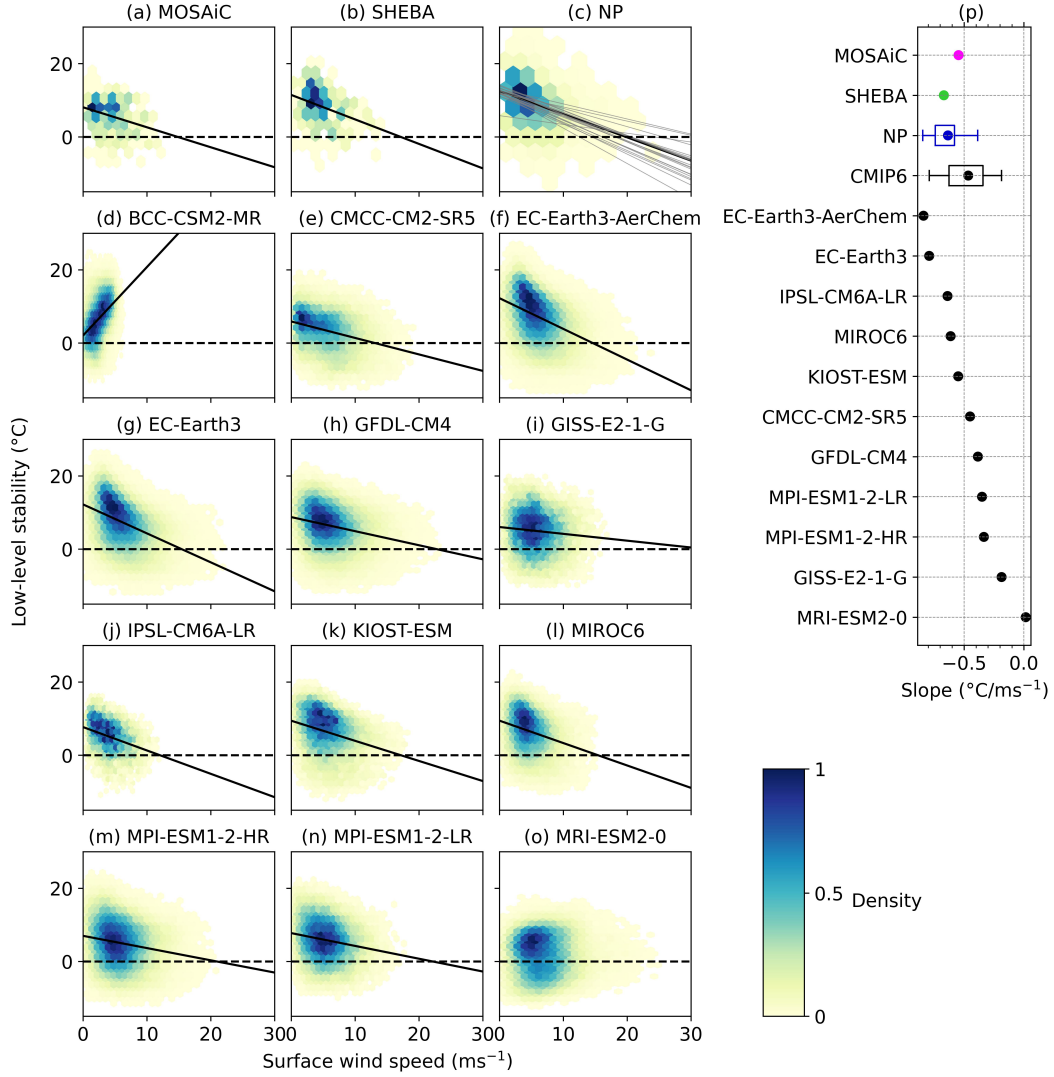 (a) MOSAiC
(b) SHEBA
(c) NP
20
0
(d) BCC-CSM2-MR
(e) CMCC-CM2-SR5
(f) EC-Earth3-AerChem
20
0
(g) EC-Earth3
(h) GFDL-CM4
(i) GISS-E2-1-G
20
0
(j) IPSL-CM6A-LR
(k) KIOST-ESM
(l) MIROC6
20
0
(m) MPI-ESM1-2-HR
(n) MPI-ESM1-2-LR
(o) MRI-ESM2-0
20
0
0 10 20 300 10 20 300 10 20 30
Low-level stability (°C)
Surface wind speed (ms⁻¹)
(p)
MOSAiC
SHEBA
NP
CMIP6
EC-Earth3-AerChem
EC-Earth3
IPSL-CM6A-LR
MIROC6
KIOST-ESM
CMCC-CM2-SR5
GFDL-CM4
MPI-ESM1-2-LR
MPI-ESM1-2-HR
GISS-E2-1-G
MRI-ESM2-0
−0.5 0.0
Slope (°C/ms⁻¹)
1
0.5
0
Density